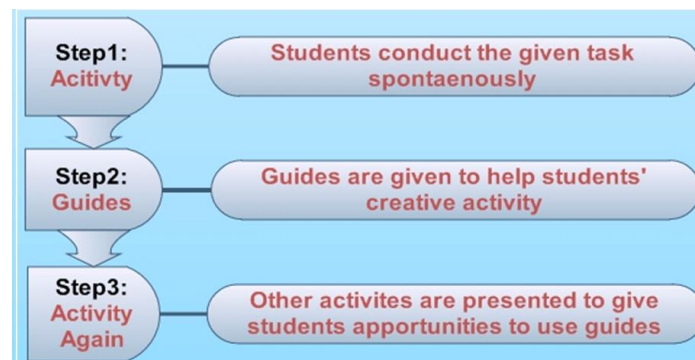 Step1:
Acitivty
Students conduct the given task
spontaenously
Step2:
Guides
Guides are given to help students'
creative activity
Step3:
Activity
Again
Other activites are presented to give
students apportunities to use guides